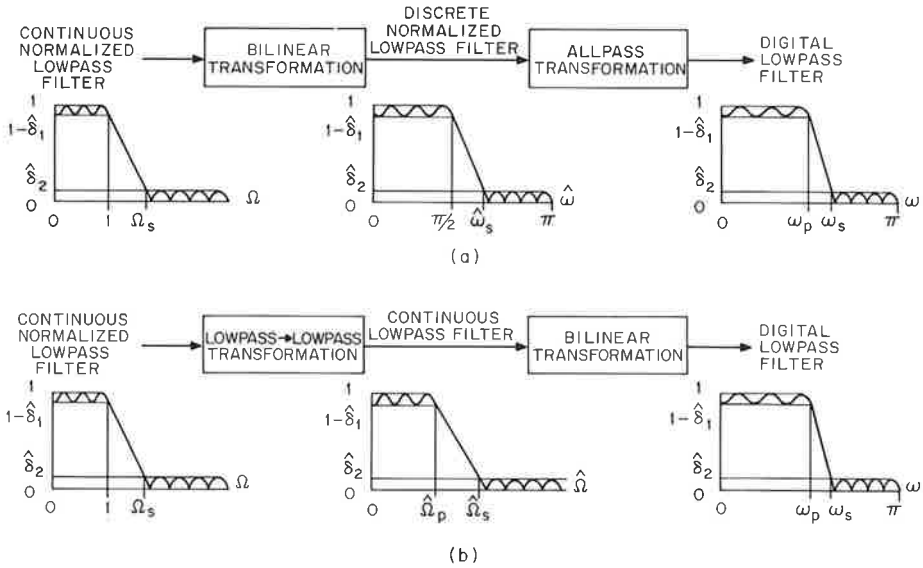 CONTINUOUS
NORMALIZED
LOWPASS
FILTER
BILINEAR
TRANSFORMATION
DISCRETE
NORMALIZED
LOWPASS FILTER
ALLPASS
TRANSFORMATION
DIGITAL
LOWPASS
FILTER
1
1-δ̂₁
δ̂₂
0
0 1 Ωₛ Ω
1
1-δ̂₁
δ̂₂
0
0 π/2 ω̂ₛ π ω̂
1
1-δ̂₁
δ̂₂
0
0 ωₚ ωₛ π ω
(a)
CONTINUOUS
NORMALIZED
LOWPASS
FILTER
LOWPASS→LOWPASS
TRANSFORMATION
CONTINUOUS
LOWPASS FILTER
BILINEAR
TRANSFORMATION
DIGITAL
LOWPASS
FILTER
1
1-δ̂₁
δ̂₂
0
0 1 Ωₛ Ω
1
1-δ̂₁
δ̂₂
0
0 Ω̂ₚ Ω̂ₛ Ω̂
1
1-δ̂₁
δ̂₂
0
0 ωₚ ωₛ π ω
(b)